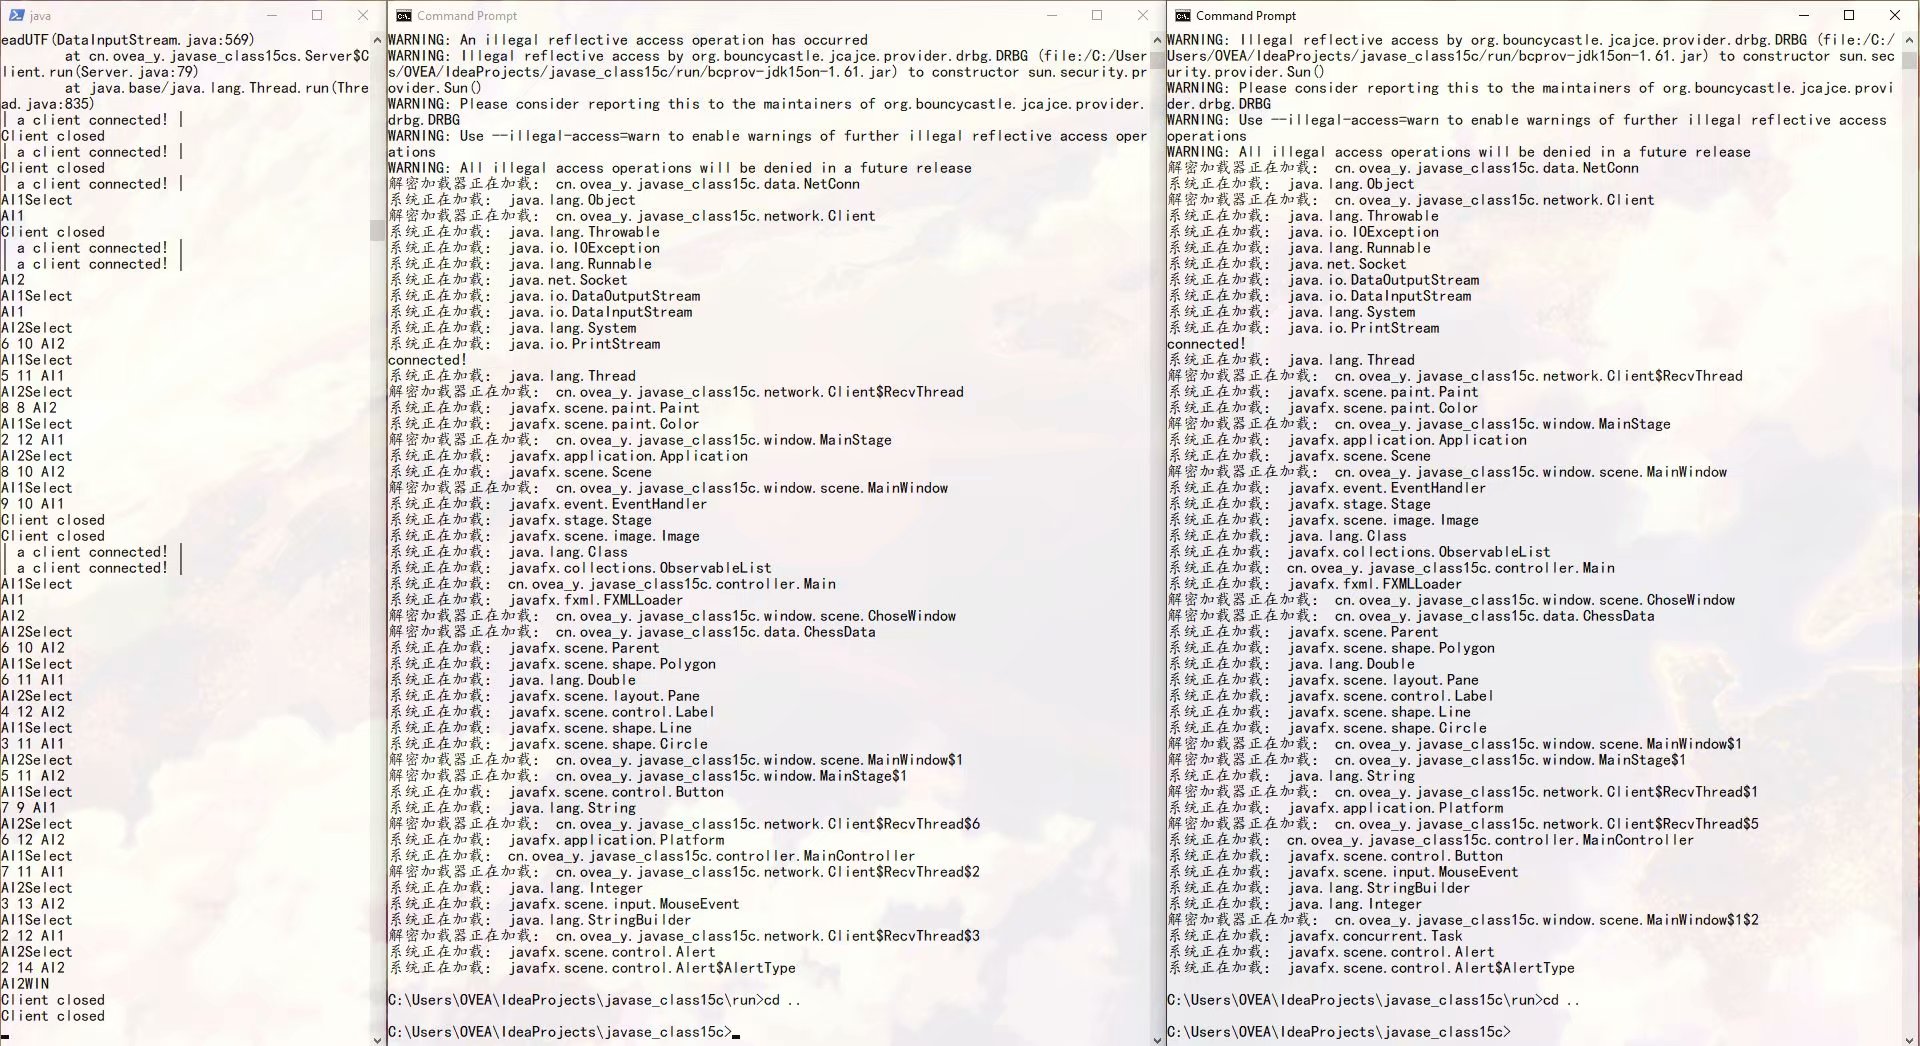 java
eadUTF(DataInputStream.java:569)
at cn.ovea_y.javase_class15cs.Server$C
lient.run(Server.java:79)
at java.base/java.lang.Thread.run(Thre
ad.java:835)
| a client connected! |
Client closed
| a client connected! |
Client closed
| a client connected! |
AI1Select
AI1
Client closed
| a client connected! |
| a client connected! |
AI2
AI1Select
AI1
AI2Select
6 10 AI2
AI1Select
5 11 AI1
AI2Select
8 8 AI2
AI1Select
2 12 AI1
AI2Select
8 10 AI2
AI1Select
9 10 AI1
Client closed
Client closed
| a client connected! |
| a client connected! |
AI1Select
AI1
AI2
AI2Select
6 10 AI2
AI1Select
6 11 AI1
AI2Select
4 12 AI2
AI1Select
3 11 AI1
AI2Select
5 11 AI2
AI1Select
7 9 AI1
AI2Select
6 12 AI2
AI1Select
7 11 AI1
AI2Select
3 13 AI2
AI1Select
2 12 AI1
AI2Select
2 14 AI2
AI2WIN
Client closed
Client closed
Command Prompt
WARNING: An illegal reflective access operation has occurred
WARNING: Illegal reflective access by org.bouncycastle.jcajce.provider.drbg.DRBG (file:/C:/User
s/OVEA/IdeaProjects/javase_class15c/run/bcprov-jdk15on-1.61.jar) to constructor sun.security.pr
ovider.Sun()
WARNING: Please consider reporting this to the maintainers of org.bouncycastle.jcajce.provider.
drbg.DRBG
WARNING: Use --illegal-access=warn to enable warnings of further illegal reflective access oper
ations
WARNING: All illegal access operations will be denied in a future release
解密加载器正在加载: cn.ovea_y.javase_class15c.data.NetConn
系统正在加载: java.lang.Object
解密加载器正在加载: cn.ovea_y.javase_class15c.network.Client
系统正在加载: java.lang.Throwable
系统正在加载: java.io.IOException
系统正在加载: java.lang.Runnable
系统正在加载: java.net.Socket
系统正在加载: java.io.DataOutputStream
系统正在加载: java.io.DataInputStream
系统正在加载: java.lang.System
系统正在加载: java.io.PrintStream
connected!
系统正在加载: java.lang.Thread
解密加载器正在加载: cn.ovea_y.javase_class15c.network.Client$RecvThread
系统正在加载: javafx.scene.paint.Paint
系统正在加载: javafx.scene.paint.Color
解密加载器正在加载: cn.ovea_y.javase_class15c.window.MainStage
系统正在加载: javafx.application.Application
系统正在加载: javafx.scene.Scene
解密加载器正在加载: cn.ovea_y.javase_class15c.window.scene.MainWindow
系统正在加载: javafx.event.EventHandler
系统正在加载: javafx.stage.Stage
系统正在加载: javafx.scene.image.Image
系统正在加载: java.lang.Class
系统正在加载: javafx.collections.ObservableList
系统正在加载: cn.ovea_y.javase_class15c.controller.Main
系统正在加载: javafx.fxml.FXMLLoader
解密加载器正在加载: cn.ovea_y.javase_class15c.window.scene.ChoseWindow
解密加载器正在加载: cn.ovea_y.javase_class15c.data.ChessData
系统正在加载: javafx.scene.Parent
系统正在加载: javafx.scene.shape.Polygon
系统正在加载: java.lang.Double
系统正在加载: javafx.scene.layout.Pane
系统正在加载: javafx.scene.control.Label
系统正在加载: javafx.scene.shape.Line
系统正在加载: javafx.scene.shape.Circle
解密加载器正在加载: cn.ovea_y.javase_class15c.window.scene.MainWindow$1
解密加载器正在加载: cn.ovea_y.javase_class15c.window.MainStage$1
系统正在加载: javafx.scene.control.Button
系统正在加载: java.lang.String
解密加载器正在加载: cn.ovea_y.javase_class15c.network.Client$RecvThread$6
系统正在加载: javafx.application.Platform
系统正在加载: cn.ovea_y.javase_class15c.controller.MainController
解密加载器正在加载: cn.ovea_y.javase_class15c.network.Client$RecvThread$2
系统正在加载: java.lang.Integer
系统正在加载: javafx.scene.input.MouseEvent
系统正在加载: java.lang.StringBuilder
解密加载器正在加载: cn.ovea_y.javase_class15c.network.Client$RecvThread$3
系统正在加载: javafx.scene.control.Alert
系统正在加载: javafx.scene.control.Alert$AlertType
C:\Users\OVEA\IdeaProjects\javase_class15c\run>cd ..
C:\Users\OVEA\IdeaProjects\javase_class15c>
Command Prompt
WARNING: Illegal reflective access by org.bouncycastle.jcajce.provider.drbg.DRBG (file:/C:/
Users/OVEA/IdeaProjects/javase_class15c/run/bcprov-jdk15on-1.61.jar) to constructor sun.sec
urity.provider.Sun()
WARNING: Please consider reporting this to the maintainers of org.bouncycastle.jcajce.provi
der.drbg.DRBG
WARNING: Use --illegal-access=warn to enable warnings of further illegal reflective access
operations
WARNING: All illegal access operations will be denied in a future release
解密加载器正在加载: cn.ovea_y.javase_class15c.data.NetConn
系统正在加载: java.lang.Object
解密加载器正在加载: cn.ovea_y.javase_class15c.network.Client
系统正在加载: java.lang.Throwable
系统正在加载: java.io.IOException
系统正在加载: java.lang.Runnable
系统正在加载: java.net.Socket
系统正在加载: java.io.DataOutputStream
系统正在加载: java.io.DataInputStream
系统正在加载: java.lang.System
系统正在加载: java.io.PrintStream
connected!
系统正在加载: java.lang.Thread
解密加载器正在加载: cn.ovea_y.javase_class15c.network.Client$RecvThread
系统正在加载: javafx.scene.paint.Paint
系统正在加载: javafx.scene.paint.Color
解密加载器正在加载: cn.ovea_y.javase_class15c.window.MainStage
系统正在加载: javafx.application.Application
系统正在加载: javafx.scene.Scene
解密加载器正在加载: cn.ovea_y.javase_class15c.window.scene.MainWindow
系统正在加载: javafx.event.EventHandler
系统正在加载: javafx.stage.Stage
系统正在加载: javafx.scene.image.Image
系统正在加载: java.lang.Class
系统正在加载: javafx.collections.ObservableList
系统正在加载: cn.ovea_y.javase_class15c.controller.Main
系统正在加载: javafx.fxml.FXMLLoader
解密加载器正在加载: cn.ovea_y.javase_class15c.window.scene.ChoseWindow
解密加载器正在加载: cn.ovea_y.javase_class15c.data.ChessData
系统正在加载: javafx.scene.Parent
系统正在加载: javafx.scene.shape.Polygon
系统正在加载: java.lang.Double
系统正在加载: javafx.scene.layout.Pane
系统正在加载: javafx.scene.control.Label
系统正在加载: javafx.scene.shape.Line
系统正在加载: javafx.scene.shape.Circle
解密加载器正在加载: cn.ovea_y.javase_class15c.window.scene.MainWindow$1
解密加载器正在加载: cn.ovea_y.javase_class15c.window.MainStage$1
系统正在加载: java.lang.String
解密加载器正在加载: cn.ovea_y.javase_class15c.network.Client$RecvThread$1
系统正在加载: javafx.application.Platform
解密加载器正在加载: cn.ovea_y.javase_class15c.network.Client$RecvThread$5
系统正在加载: cn.ovea_y.javase_class15c.controller.MainController
系统正在加载: javafx.scene.control.Button
系统正在加载: javafx.scene.input.MouseEvent
系统正在加载: java.lang.StringBuilder
系统正在加载: java.lang.Integer
解密加载器正在加载: cn.ovea_y.javase_class15c.window.scene.MainWindow$1$2
系统正在加载: javafx.concurrent.Task
系统正在加载: javafx.scene.control.Alert
系统正在加载: javafx.scene.control.Alert$AlertType
C:\Users\OVEA\IdeaProjects\javase_class15c\run>cd ..
C:\Users\OVEA\IdeaProjects\javase_class15c>